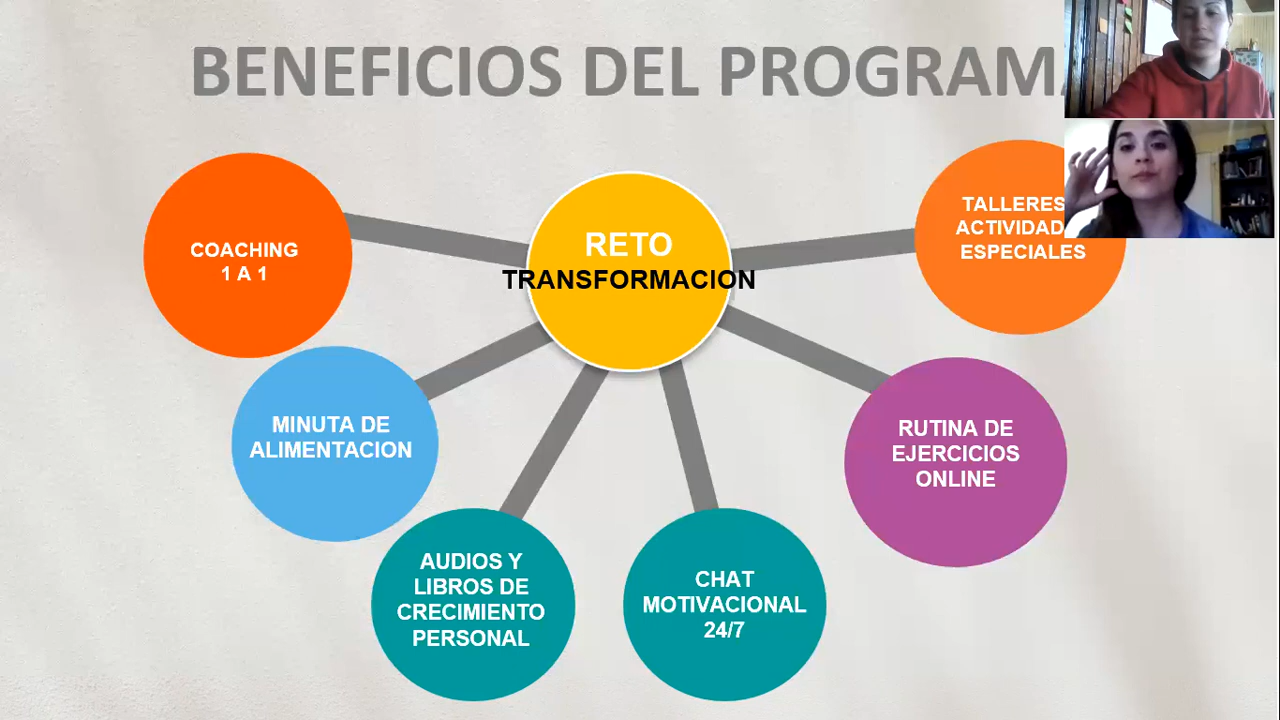 BENEFICIOS DEL PROGRAMA
COACHING
1 A 1
RETO
TRANSFORMACION
TALLERES
ESPECIALES
MINUTA DE
ALIMENTACION
RUTINA DE
EJERCICIOS
ONLINE
AUDIOS Y
LIBROS DE
CRECIMIENTO
PERSONAL
CHAT
MOTIVACIONAL
24/7